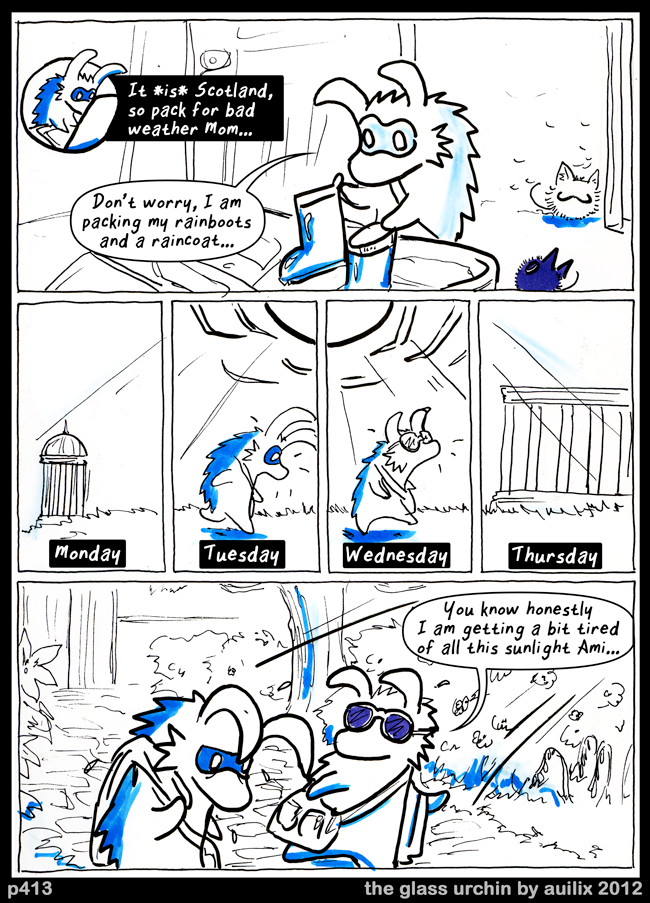 It *is* Scotland,
so pack for bad
weather Mom...
Don't worry, I am
packing my rainboots
and a raincoat...
Monday
Tuesday
Wednesday
Thursday
You know honestly
I am getting a bit tired
of all this sunlight Ami...
p413
the glass urchin by auilix 2012